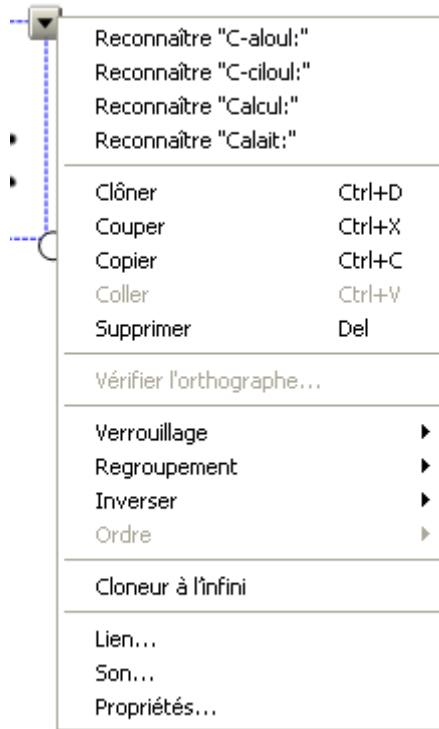 Reconnaître "C-aloul:"
Reconnaître "C-ciloul:"
Reconnaître "Calcul:"
Reconnaître "Calait:"
Clôner Ctrl+D
Couper Ctrl+X
Copier Ctrl+C
Coller Ctrl+V
Supprimer Del
Vérifier l'orthographe...
Verrouillage
Regroupement
Inverser
Ordre
Cloneur à l'infini
Lien...
Son...
Propriétés...